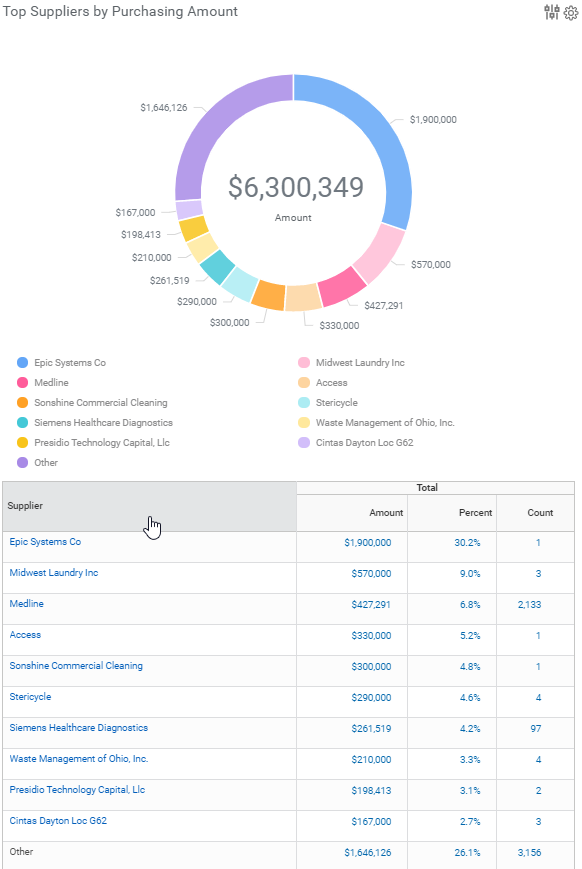 Top Suppliers by Purchasing Amount
$1,646,126
$1,900,000
$6,300,349
Amount
$167,000
$198,413
$210,000
$261,519
$290,000
$300,000
$570,000
$427,291
$330,000
Epic Systems Co Midwest Laundry Inc
Medline Access
Sonshine Commercial Cleaning Stericycle
Siemens Healthcare Diagnostics Waste Management of Ohio, Inc.
Presidio Technology Capital, Llc Cintas Dayton Loc G62
Other
Total
Supplier Amount Percent Count
Epic Systems Co $1,900,000 30.2% 1
Midwest Laundry Inc $570,000 9.0% 3
Medline $427,291 6.8% 2,133
Access $330,000 5.2% 1
Sonshine Commercial Cleaning $300,000 4.8% 1
Stericycle $290,000 4.6% 4
Siemens Healthcare Diagnostics $261,519 4.2% 97
Waste Management of Ohio, Inc. $210,000 3.3% 4
Presidio Technology Capital, Llc $198,413 3.1% 2
Cintas Dayton Loc G62 $167,000 2.7% 3
Other $1,646,126 26.1% 3,156